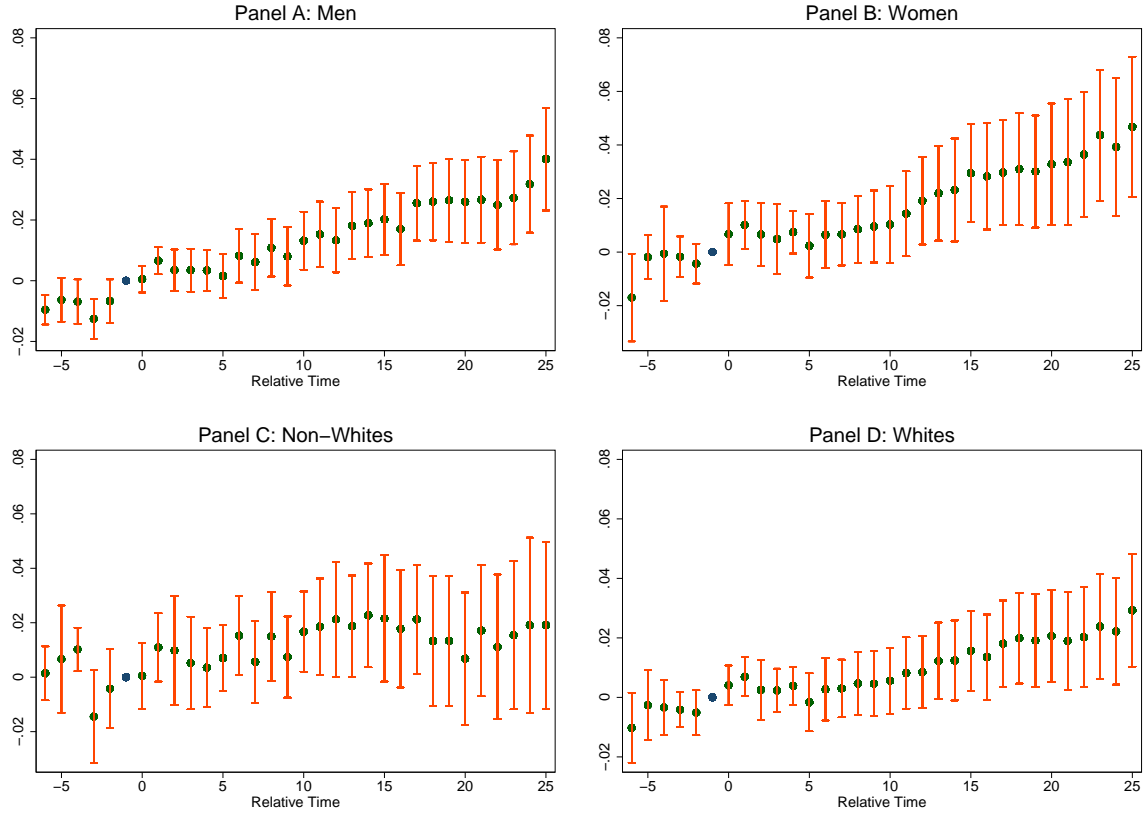 Panel A: Men
.08
.06
.04
.02
0
-.02
-5 0 5 10 15 20 25
Relative Time
Panel B: Women
.08
.06
.04
.02
0
-.02
-5 0 5 10 15 20 25
Relative Time
Panel C: Non-Whites
.08
.06
.04
.02
0
-.02
-5 0 5 10 15 20 25
Relative Time
Panel D: Whites
.08
.06
.04
.02
0
-.02
-5 0 5 10 15 20 25
Relative Time